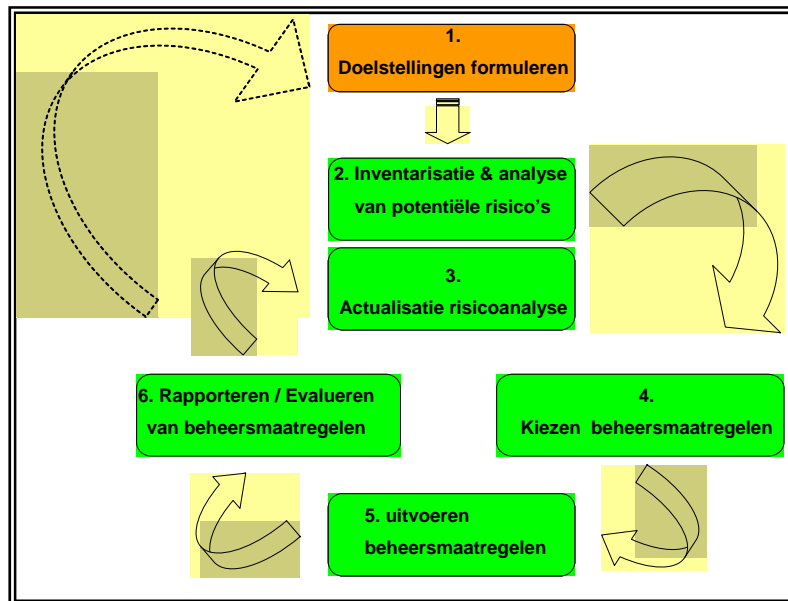 1.
Doelstellingen formuleren
2. Inventarisatie & analyse
van potentiële risico's
3.
Actualisatie risicoanalyse
6. Rapporteren / Evalueren
van beheersmaatregelen
4.
Kiezen beheersmaatregelen
5. uitvoeren
beheersmaatregelen